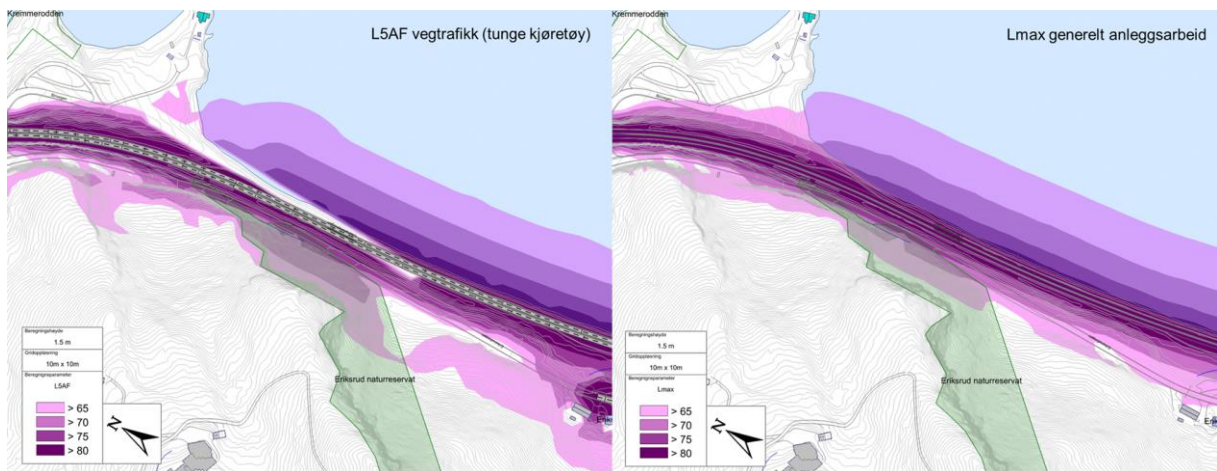 Kremmerodden
L5AF vegtrafikk (tunge kjøretøy)
Eriksrud naturreservat
Beregningshøyde
1.5 m
Gridoppløsning
10m x 10m
Beregningsparameter
L5AF
> 65
> 70
> 75
> 80
N
Kremmerodden
Lmax generelt anleggsarbeid
Eriksrud naturreservat
Beregningshøyde
1.5 m
Gridoppløsning
10m x 10m
Beregningsparameter
Lmax
> 65
> 70
> 75
> 80
N